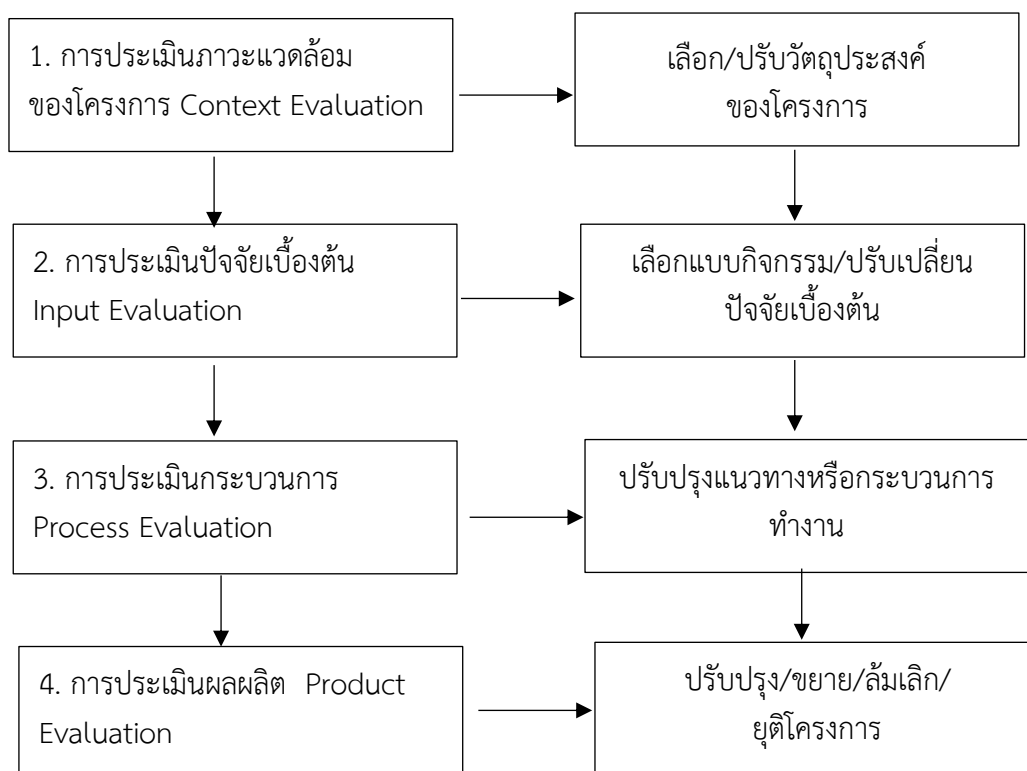 1. การประเมินภาวะแวดล้อม
ของโครงการ Context Evaluation
เลือก/ปรับวัตถุประสงค์
ของโครงการ
2. การประเมินปัจจัยเบื้องต้น
Input Evaluation
เลือกแบบกิจกรรม/ปรับเปลี่ยน
ปัจจัยเบื้องต้น
3. การประเมินกระบวนการ
Process Evaluation
ปรับปรุงแนวทางหรือกระบวนการ
ทำงาน
4. การประเมินผลผลิต Product
Evaluation
ปรับปรุง/ขยาย/ล้มเลิก/
ยุติโครงการ